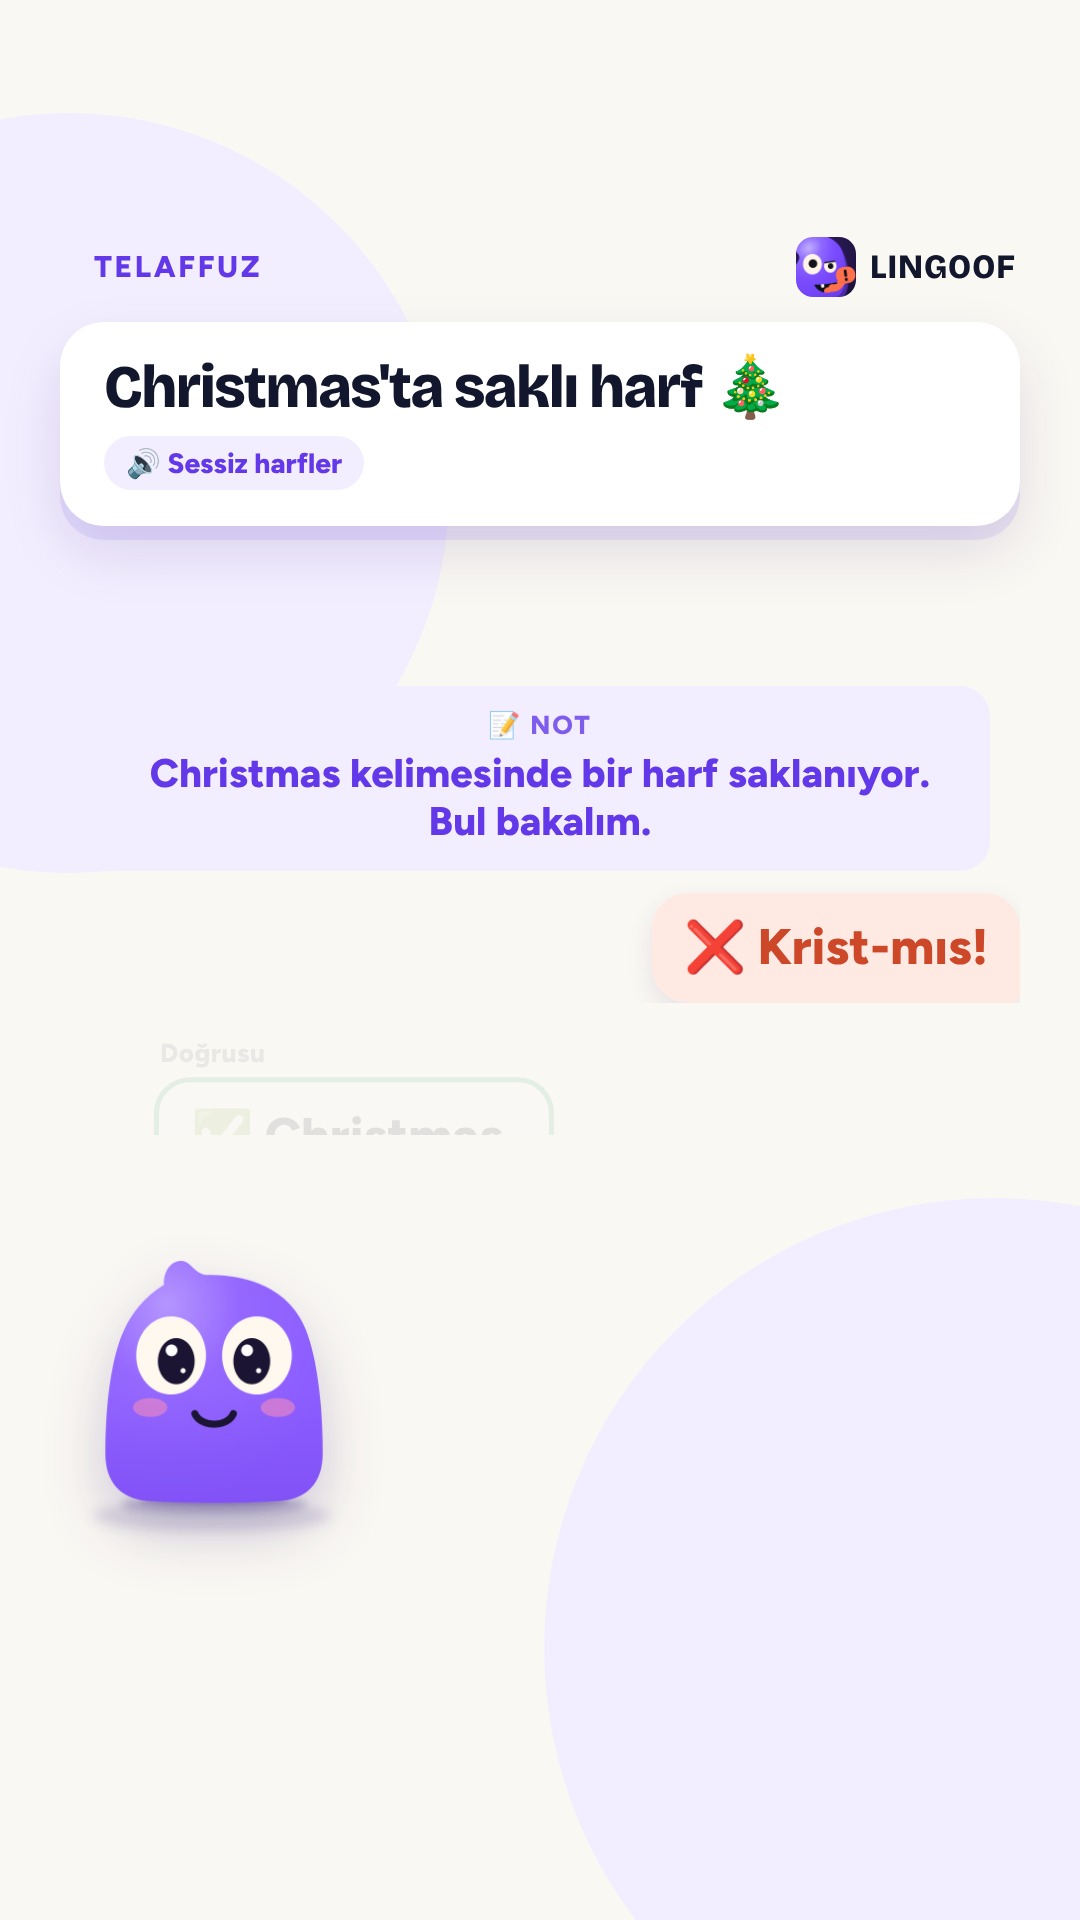 TELAFFUZ
LINGOOF
Christmas'ta saklı harf 🎄
🔊 Sessiz harfler
📝 NOT
Christmas kelimesinde bir harf saklanıyor.
Bul bakalım.
❌ Krist-mıs!
Doğrusu
✅ Christmas